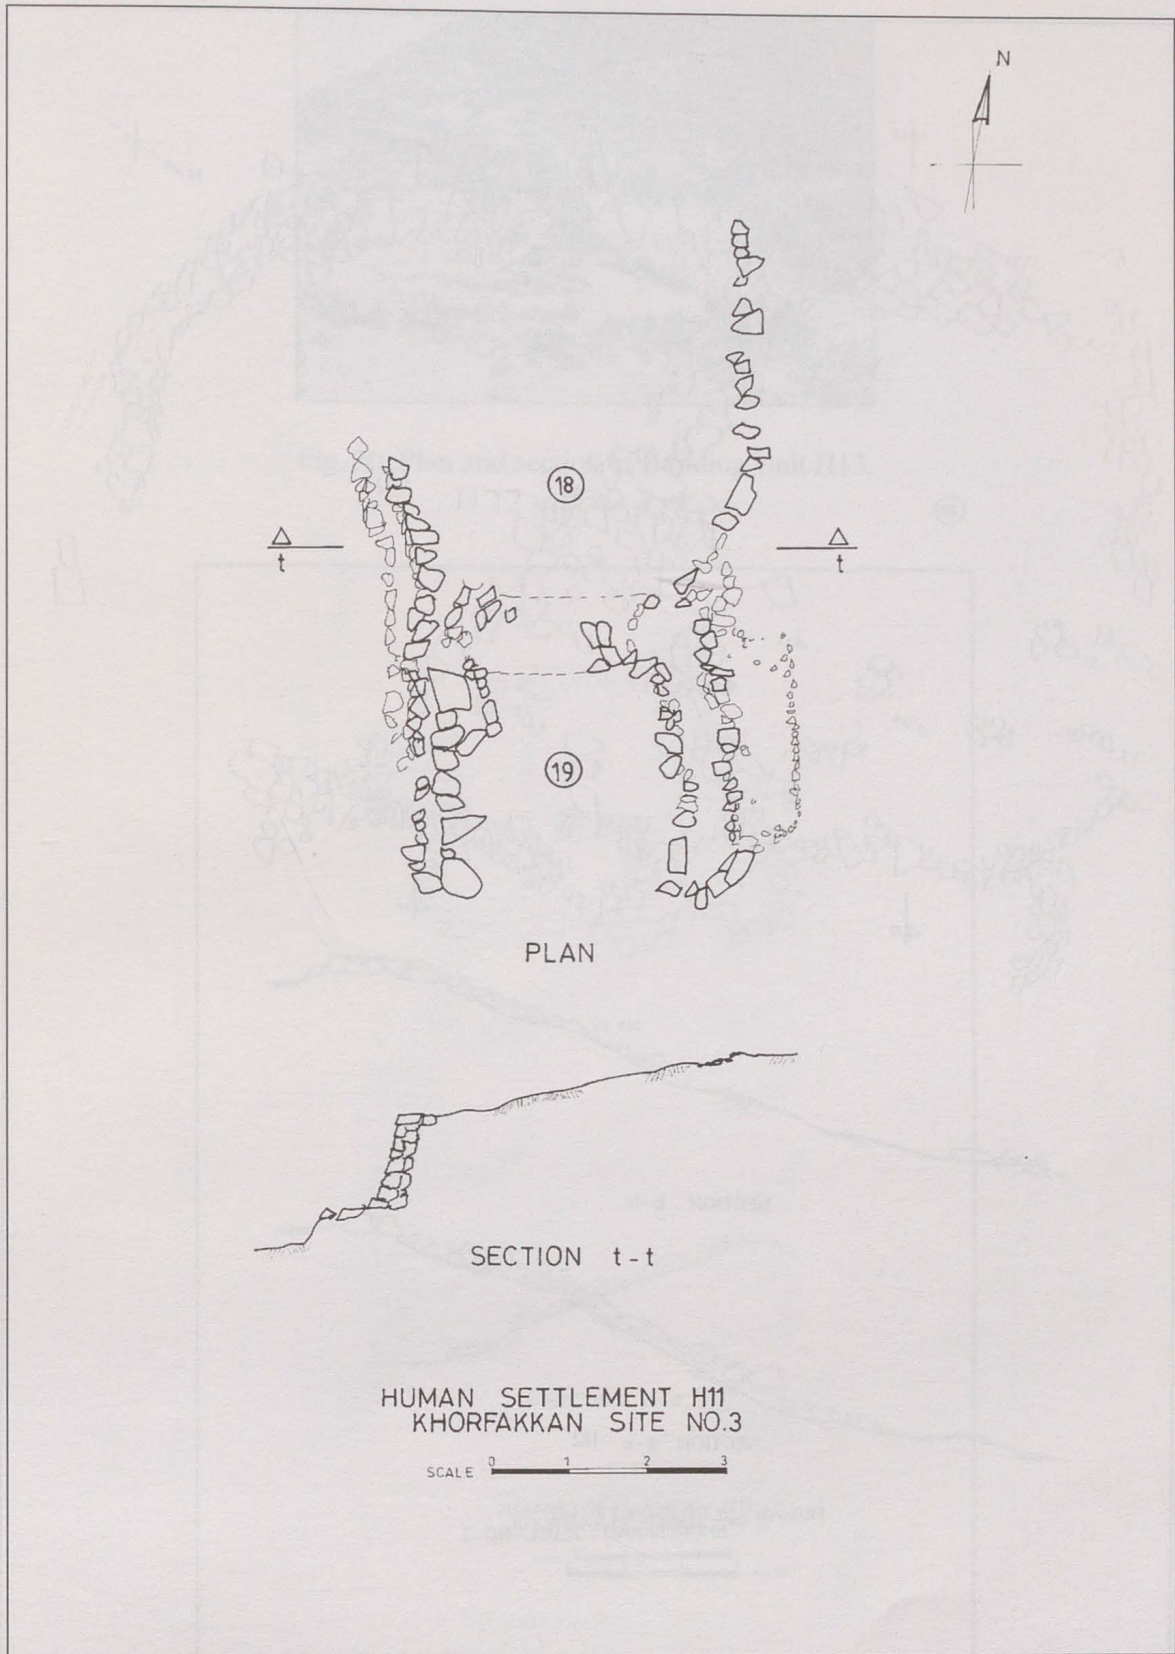 N
18
t
t
19
PLAN
SECTION t-t
HUMAN SETTLEMENT H11
KHORFAKKAN SITE NO.3
SCALE 0 1 2 3